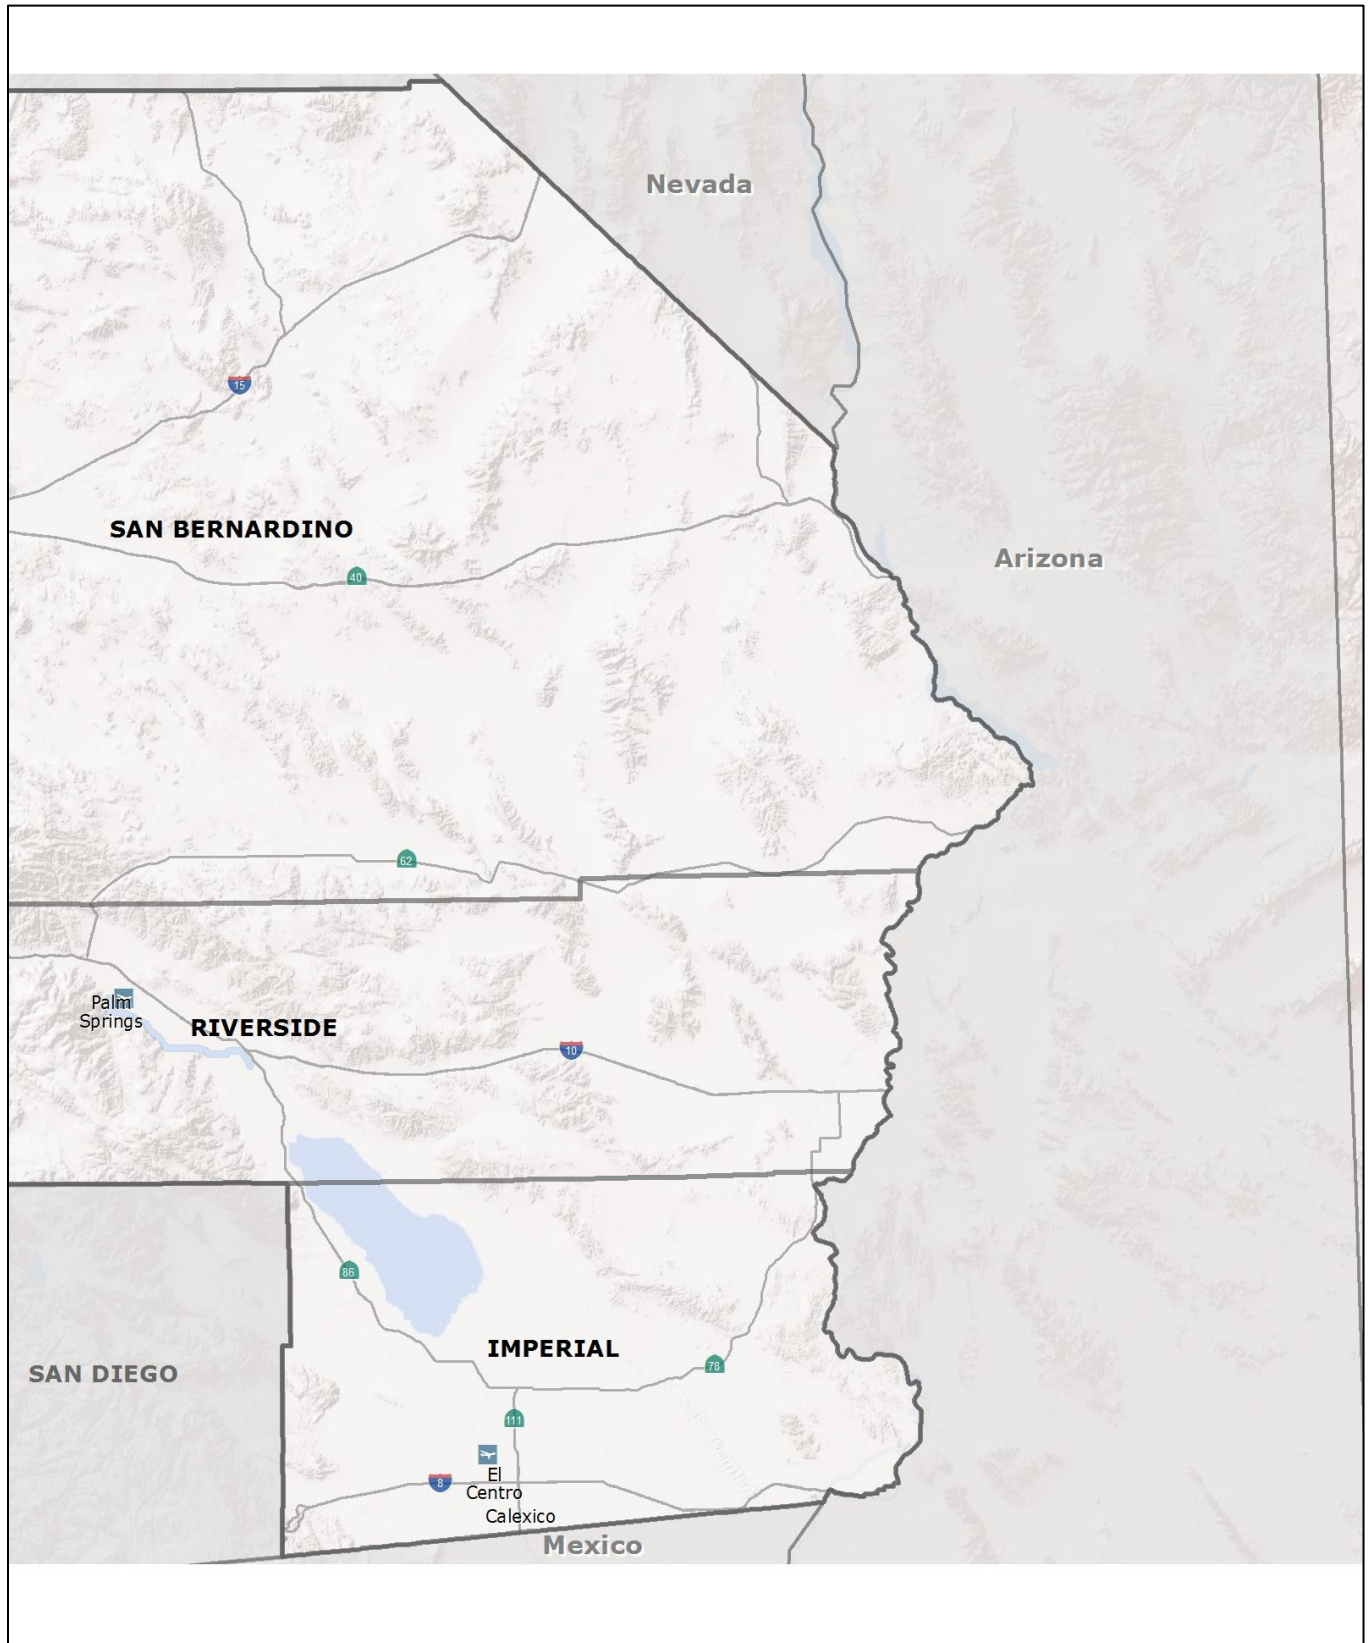 Nevada
15
SAN BERNARDINO
Arizona
40
62
Palm
Springs
RIVERSIDE
10
86
IMPERIAL
78
SAN DIEGO
111
8
El
Centro
Calexico
Mexico